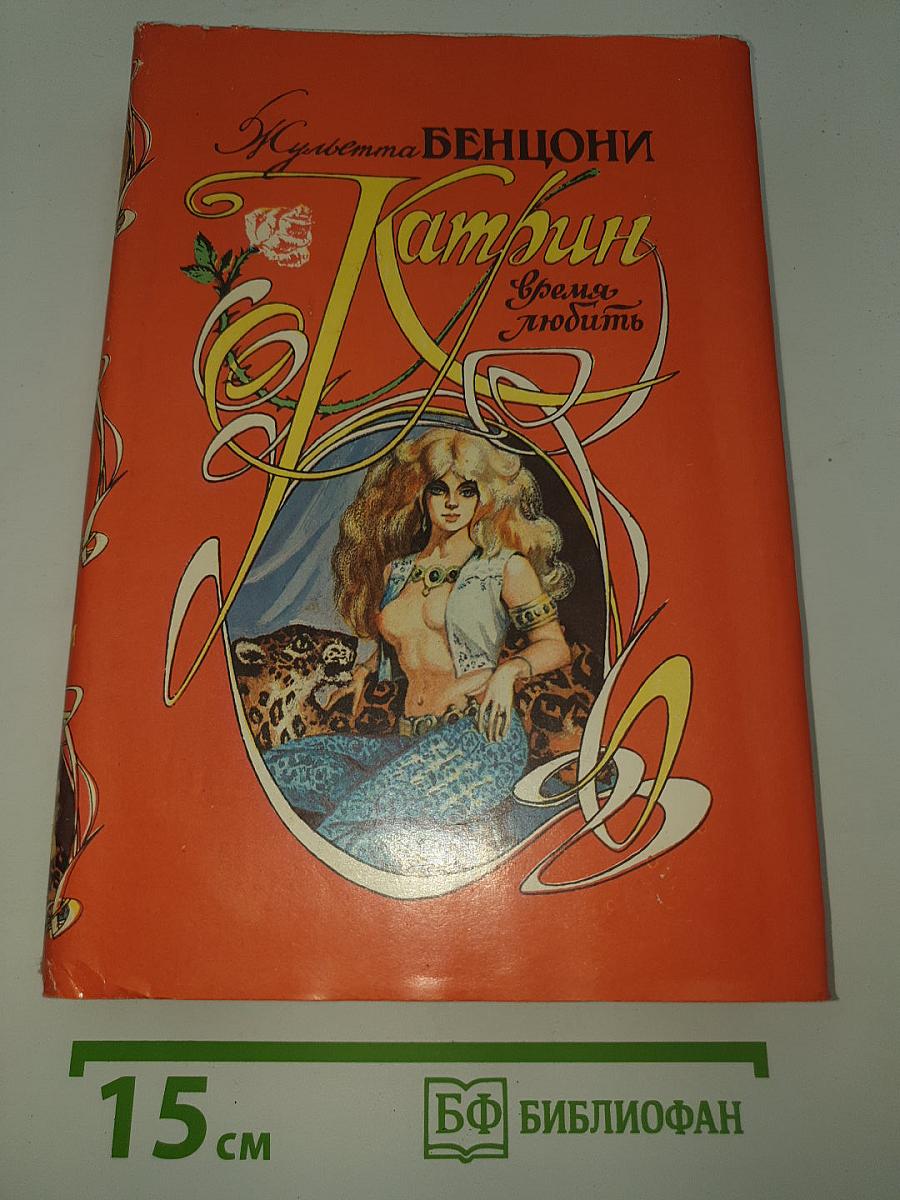 Жульетта БЕНЦОНИ
Катрин
время
любить
15 см
БФ БИБЛИОФАН